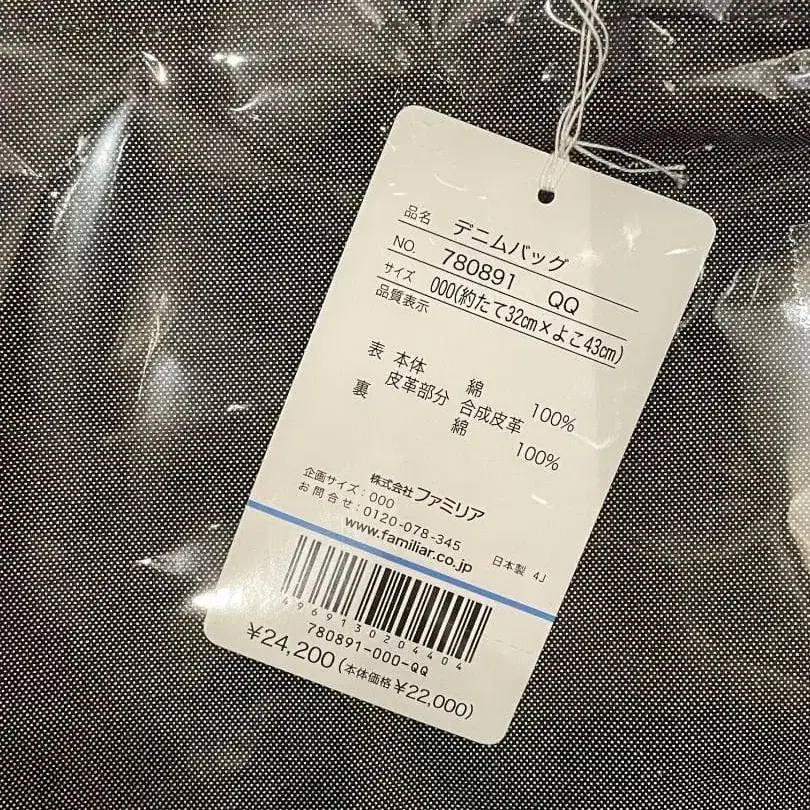 品名 デニムバッグ
NO. 780891 QQ
サイズ 000(約たて32cm×よこ43cm)
品質表示
表 本体 綿 100%
皮革部分 合成皮革
裏 綿 100%
株式会社ファミリア
企画サイズ:000
お問合せ:0120-078-345
www.familiar.co.jp 日本製 4J
4969130204404
780891-000-QQ
¥24,200(本体価格¥22,000)